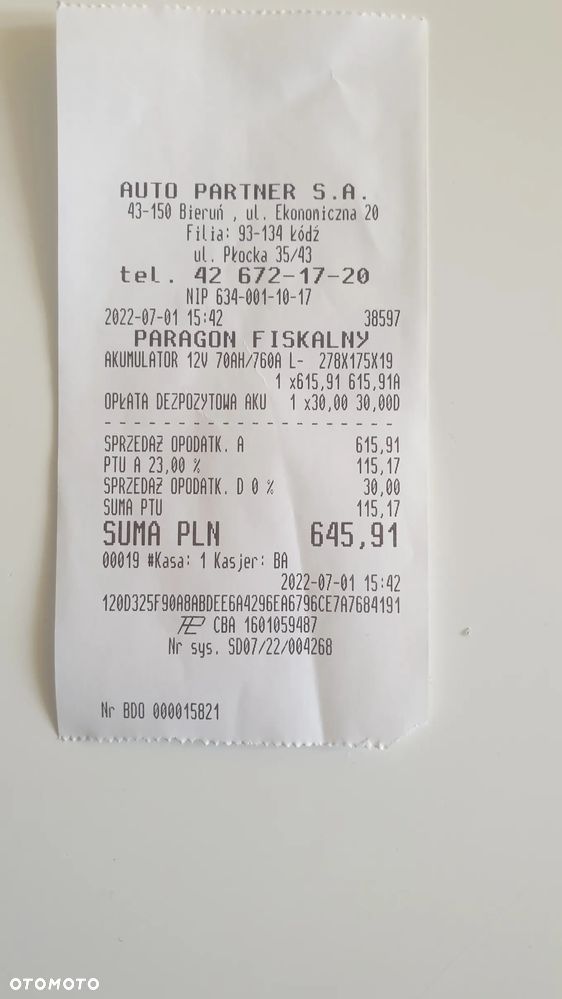 AUTO PARTNER S.A.
43-150 Bieruń , ul. Ekonomiczna 20
Filia: 93-134 Łódź
ul. Płocka 35/43
tel. 42 672-17-20
NIP 634-001-10-17
2022-07-01 15:42 38597
PARAGON FISKALNY
AKUMULATOR 12V 70AH/760A L- 278X175X19
1 x615,91 615,91A
OPŁATA DEZPOZYTOWA AKU 1 x30,00 30,00D
- - - - - - - - - - - - - - - - - - - -
SPRZEDAŻ OPODATK. A 615,91
PTU A 23,00 % 115,17
SPRZEDAŻ OPODATK. D 0 % 30,00
SUMA PTU 115,17
SUMA PLN 645,91
00019 #Kasa: 1 Kasjer: BA
2022-07-01 15:42
120D325F90A8ABDEE6A4296EA6796CE7A7684191
CBA 1601059487
Nr sys. SD07/22/004268
Nr BDO 000015821
OTOMOTO